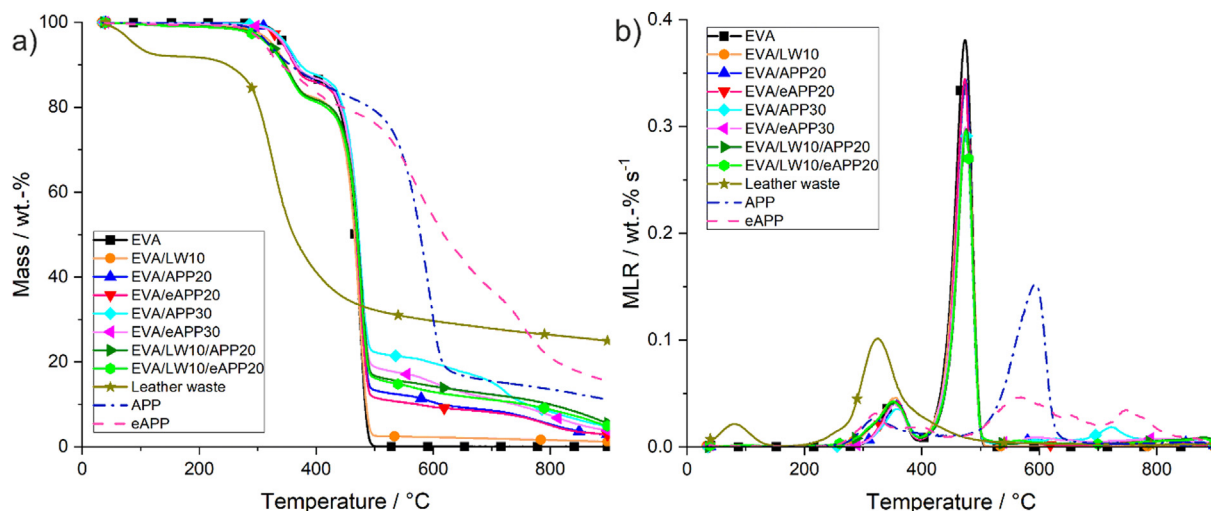 a)
Mass / wt.-%
100
80
60
40
20
0
EVA
EVA/LW10
EVA/APP20
EVA/eAPP20
EVA/APP30
EVA/eAPP30
EVA/LW10/APP20
EVA/LW10/eAPP20
Leather waste
APP
eAPP
0 200 400 600 800
Temperature / °C
b)
MLR / wt.-% s⁻¹
0.4
0.3
0.2
0.1
0.0
EVA
EVA/LW10
EVA/APP20
EVA/eAPP20
EVA/APP30
EVA/eAPP30
EVA/LW10/APP20
EVA/LW10/eAPP20
Leather waste
APP
eAPP
0 200 400 600 800
Temperature / °C